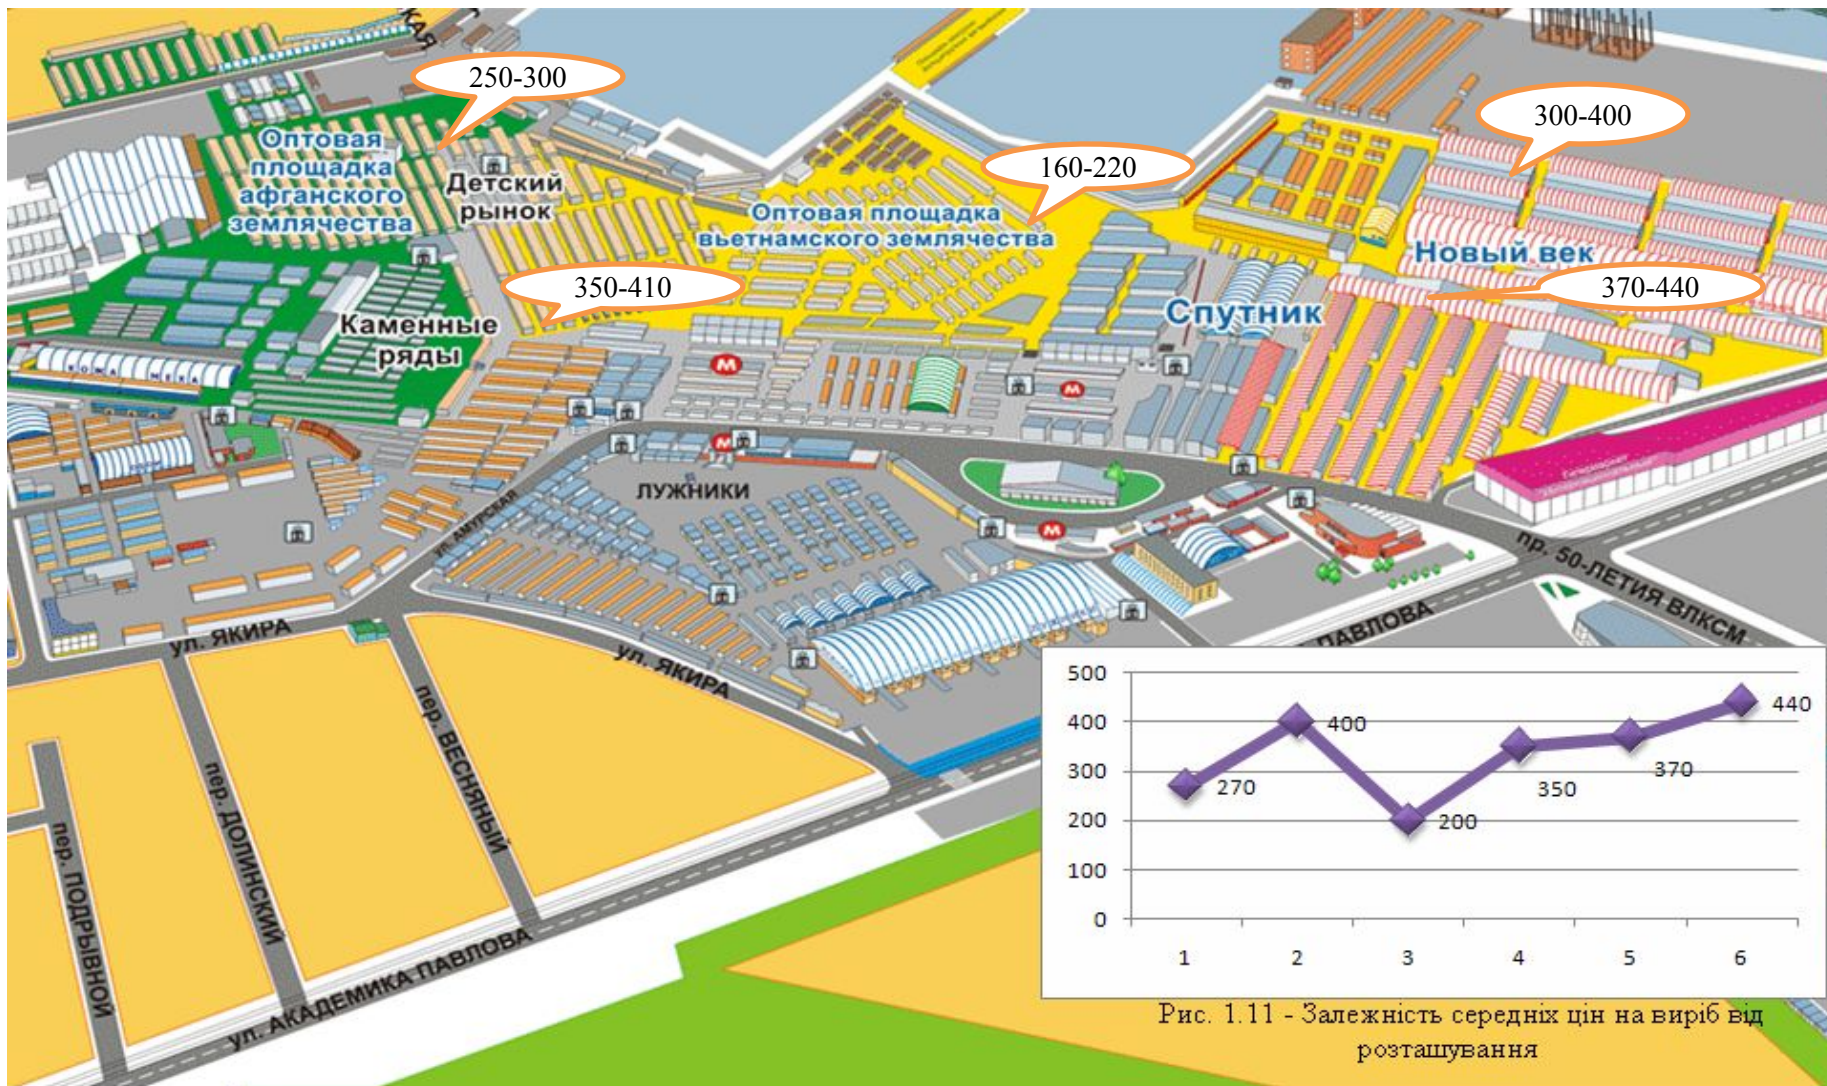 КАЯ
250-300
300-400
Оптовая
площадка
афганского
землячества
Детский
рынок
160-220
Оптовая площадка
вьетнамского землячества
Новый век
350-410
370-440
Спутник
Каменные
ряды
КОЖА МЕХА
М
М
М
ЛУЖНИКИ
ул. АМУРСКАЯ
М
пр. 50-ЛЕТИЯ ВЛКСМ
ПАВЛОВА
ул. ЯКИРА
ул. ЯКИРА
пер. ВЕСНЯНЫЙ
пер. ДОЛИНСКИЙ
пер. ПОДРЫВНОЙ
ул. АКАДЕМИКА ПАВЛОВА
500
400
300
200
100
0
270
400
200
350
370
440
1 2 3 4 5 6
Рис. 1.11 - Залежність середніх цін на виріб від
розташування